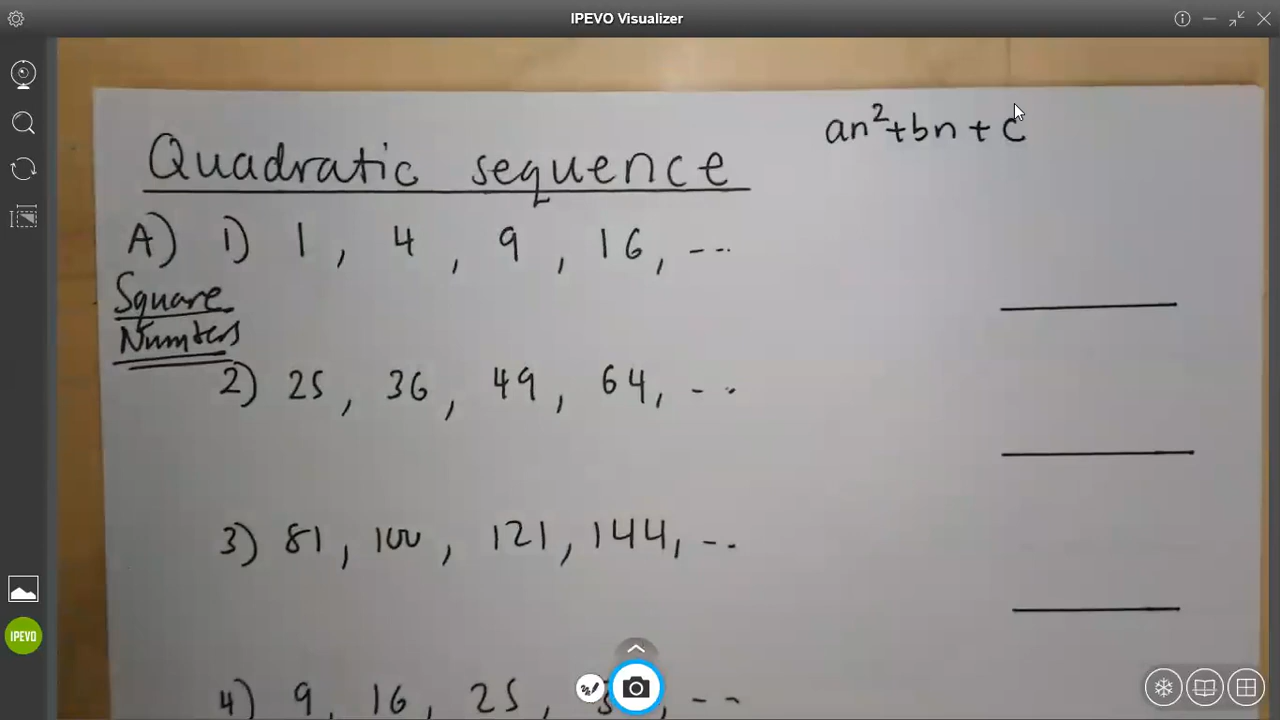 IPEVO Visualizer
an²+bn+c
Quadratic sequence
A) 1) 1, 4, 9, 16, ---
Square
Numbers
2) 25, 36, 49, 64, ---
3) 81, 100, 121, 144, --
IPEVO
4) 9, 16, 25, --